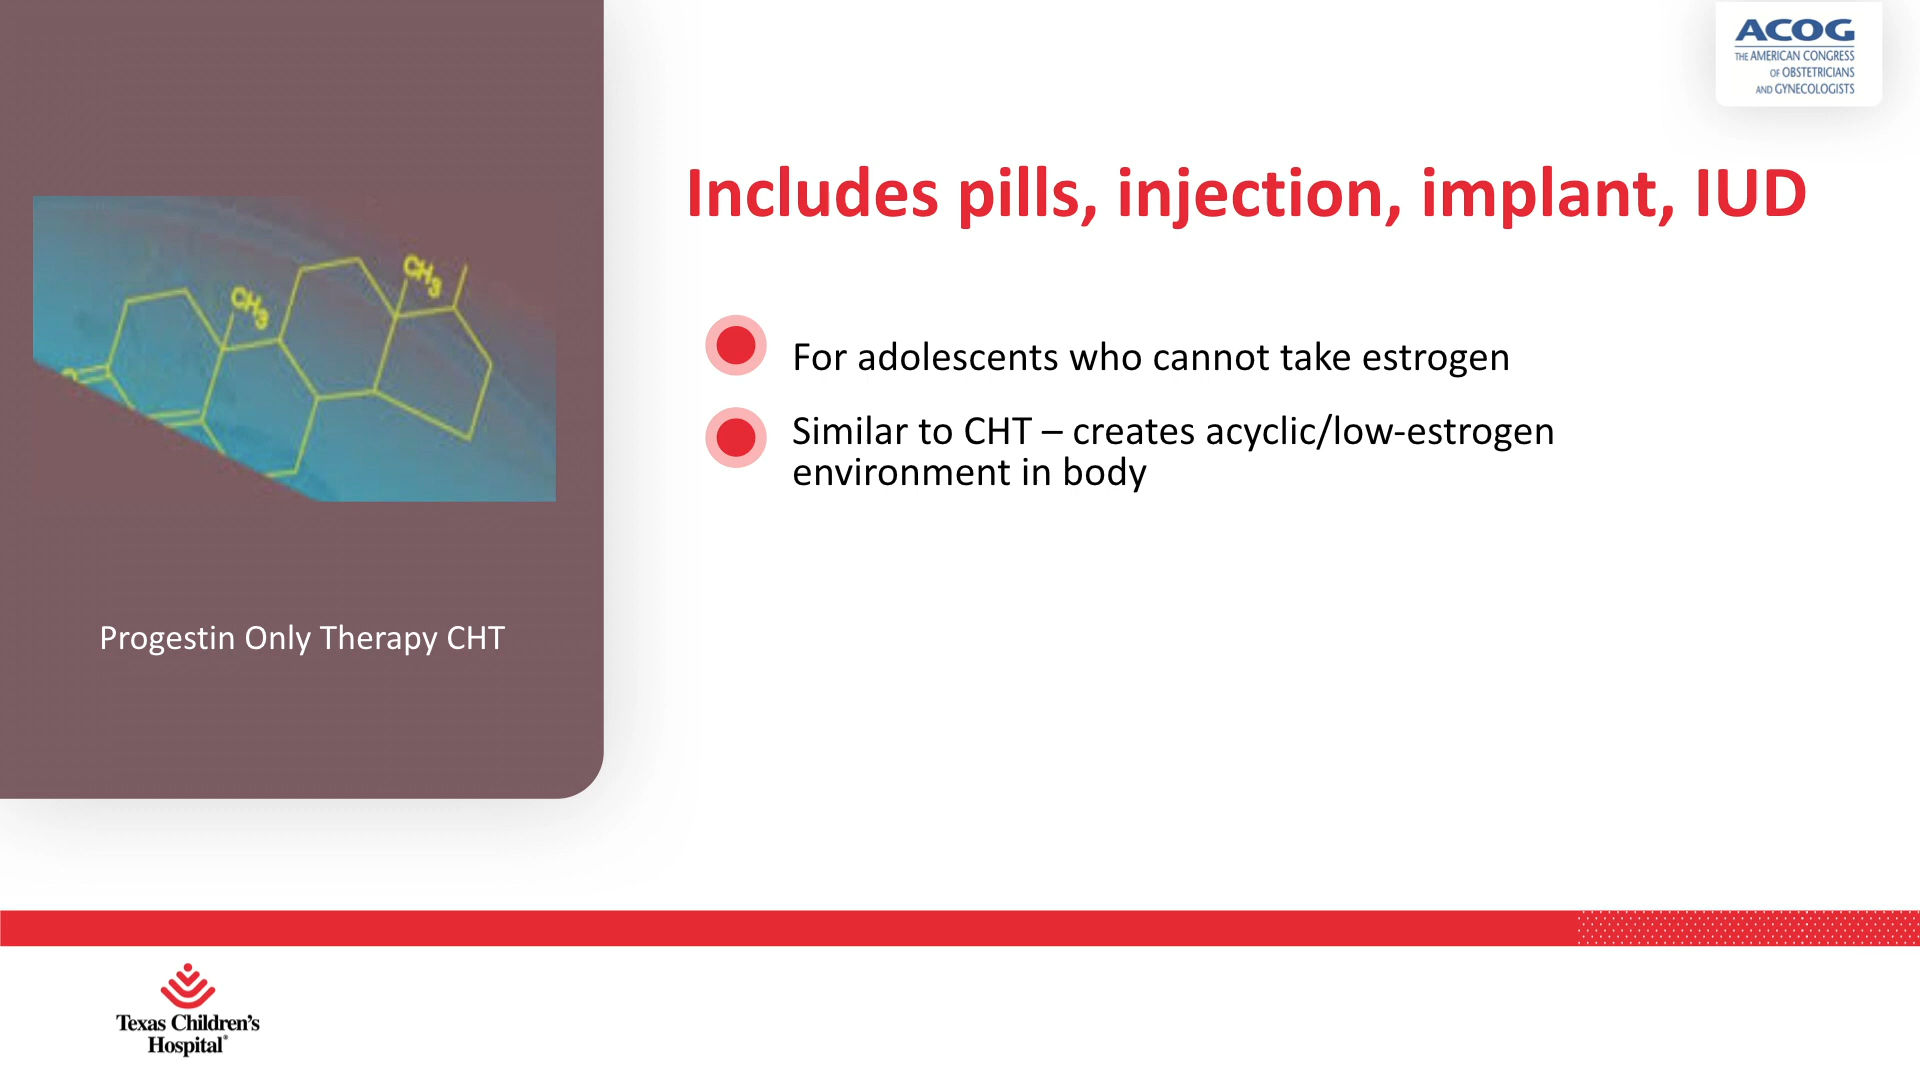 ACOG
THE AMERICAN CONGRESS
OF OBSTETRICIANS
AND GYNECOLOGISTS
Includes pills, injection, implant, IUD
CH3
CH3
O
For adolescents who cannot take estrogen
Similar to CHT – creates acyclic/low-estrogen
environment in body
Progestin Only Therapy CHT
Texas Children's
Hospital®